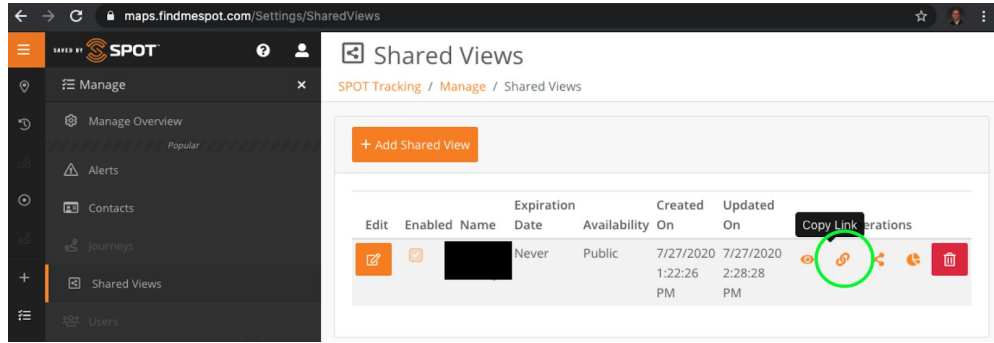 maps.findmespot.com/Settings/SharedViews
SAVED BY SPOT
Manage
Manage Overview
Popular
Alerts
Contacts
Journeys
Shared Views
Users
Shared Views
SPOT Tracking / Manage / Shared Views
+ Add Shared View
Edit Enabled Name Expiration Date Availability Created On Updated On erations
Copy Link
Never Public 7/27/2020 7/27/2020
1:22:26 2:28:28
PM PM